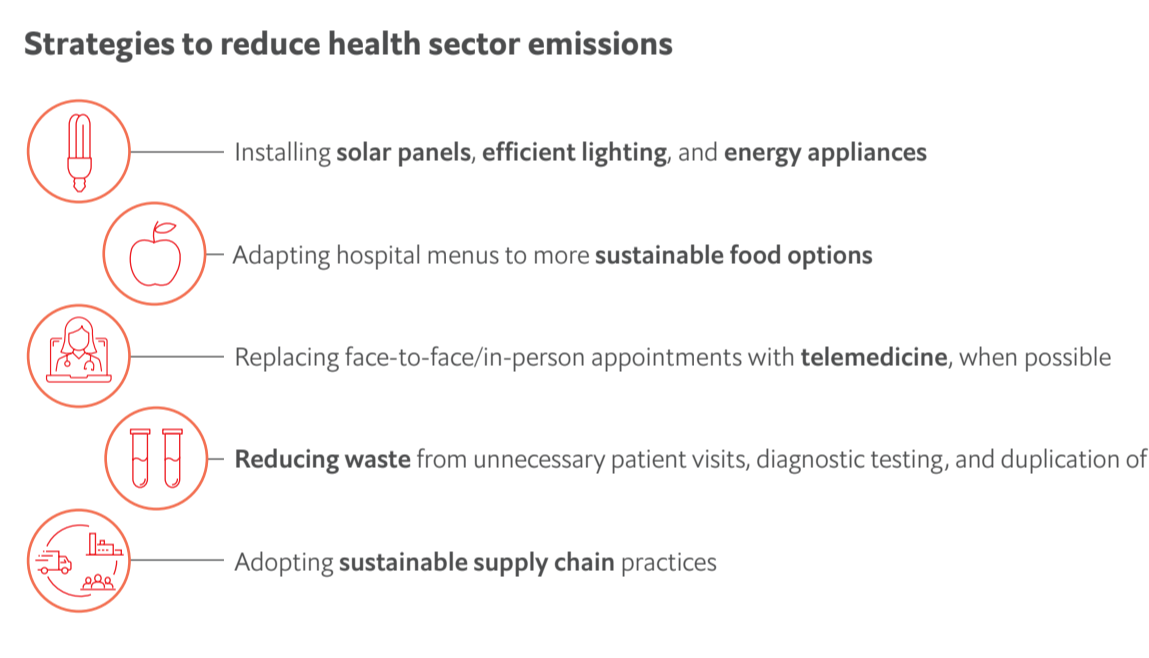 Strategies to reduce health sector emissions
Installing solar panels, efficient lighting, and energy appliances
Adapting hospital menus to more sustainable food options
Replacing face-to-face/in-person appointments with telemedicine, when possible
Reducing waste from unnecessary patient visits, diagnostic testing, and duplication of
Adopting sustainable supply chain practices